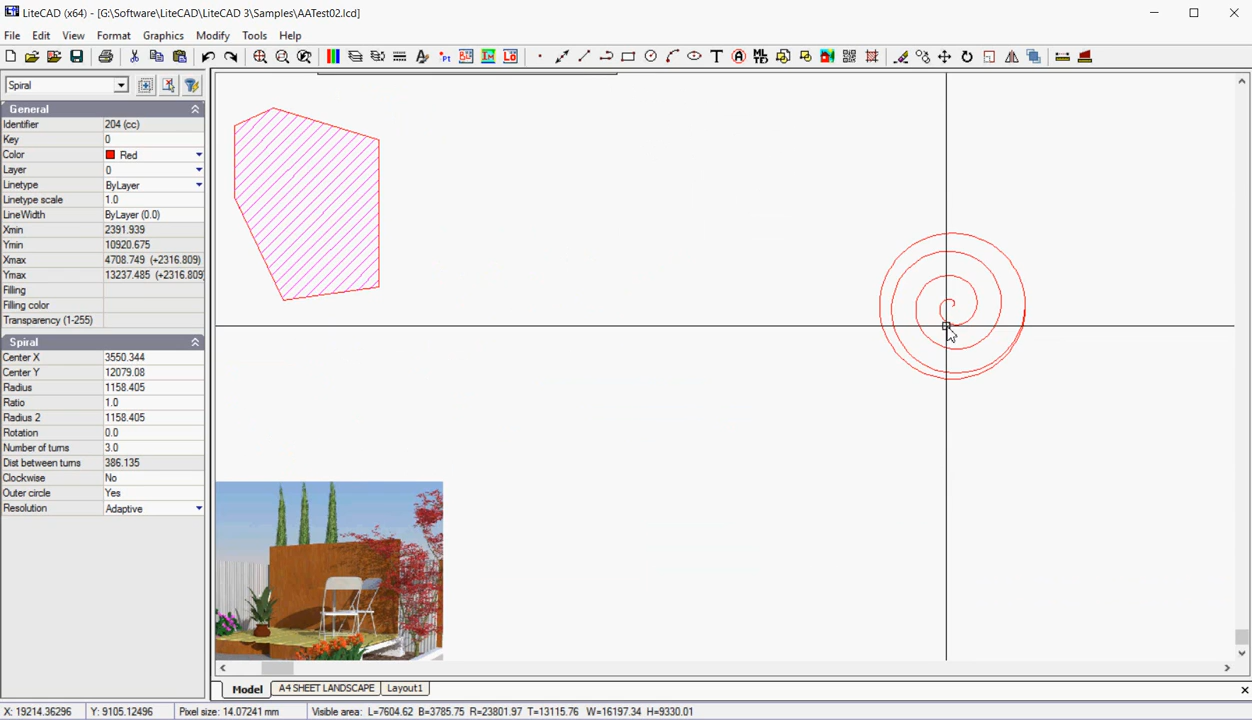 LiteCAD (x64) - [G:\Software\LiteCAD\LiteCAD 3\Samples\AATest02.lcd]
File Edit View Format Graphics Modify Tools Help
Spiral
General
Identifier 204 (cc)
Key 0
Color Red
Layer 0
Linetype ByLayer
Linetype scale 1.0
LineWidth ByLayer (0.0)
Xmin 2391.939
Ymin 10920.675
Xmax 4708.749 (+2316.809)
Ymax 13237.485 (+2316.809)
Filling
Filling color
Transparency (1-255)
Spiral
Center X 3550.344
Center Y 12079.08
Radius 1158.405
Ratio 1.0
Radius 2 1158.405
Rotation 0.0
Number of turns 3.0
Dist between turns 386.135
Clockwise No
Outer circle Yes
Resolution Adaptive
Model A4 SHEET LANDSCAPE Layout1
X: 19214.36296 Y: 9105.12496 Pixel size: 14.07241 mm Visible area: L=7604.62 B=3785.75 R=23801.97 T=13115.76 W=16197.34 H=9330.01